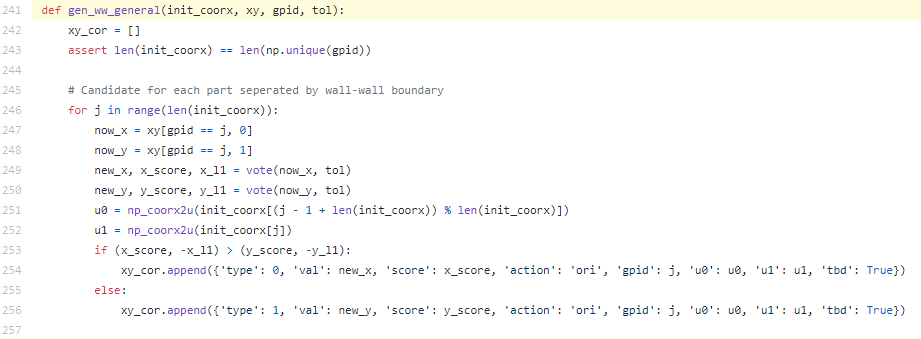 241 def gen_ww_general(init_coorx, xy, gpid, tol):
242     xy_cor = []
243     assert len(init_coorx) == len(np.unique(gpid))
244
245     # Candidate for each part seperated by wall-wall boundary
246     for j in range(len(init_coorx)):
247         now_x = xy[gpid == j, 0]
248         now_y = xy[gpid == j, 1]
249         new_x, x_score, x_l1 = vote(now_x, tol)
250         new_y, y_score, y_l1 = vote(now_y, tol)
251         u0 = np_coorx2u(init_coorx[(j - 1 + len(init_coorx)) % len(init_coorx)])
252         u1 = np_coorx2u(init_coorx[j])
253         if (x_score, -x_l1) > (y_score, -y_l1):
254             xy_cor.append({'type': 0, 'val': new_x, 'score': x_score, 'action': 'ori', 'gpid': j, 'u0': u0, 'u1': u1, 'tbd': True})
255         else:
256             xy_cor.append({'type': 1, 'val': new_y, 'score': y_score, 'action': 'ori', 'gpid': j, 'u0': u0, 'u1': u1, 'tbd': True})
257